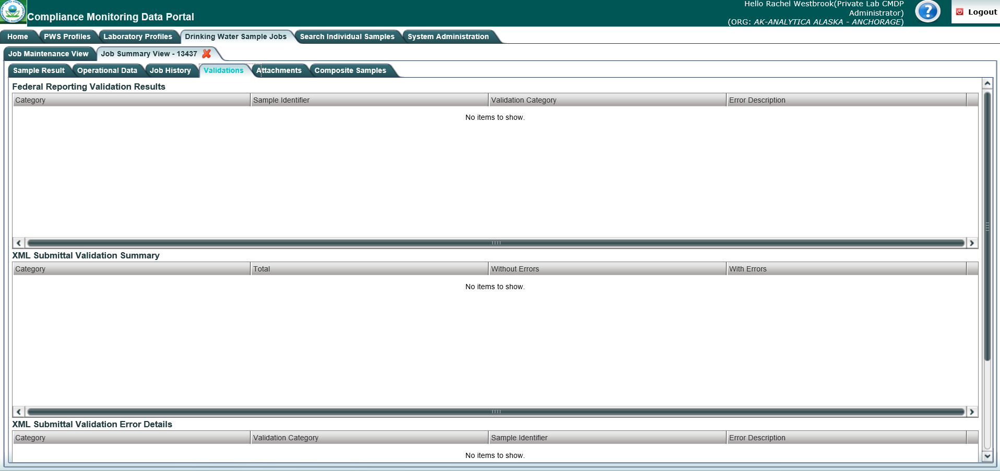 Hello Rachel Westbrook(Private Lab CMDP
Administrator)
(ORG: AK-ANALYTICA ALASKA - ANCHORAGE)
Logout
Compliance Monitoring Data Portal
Home PWS Profiles Laboratory Profiles Drinking Water Sample Jobs Search Individual Samples System Administration
Job Maintenance View Job Summary View - 13437
Sample Result Operational Data Job History Validations Attachments Composite Samples
Federal Reporting Validation Results
Category Sample Identifier Validation Category Error Description
No items to show.
XML Submittal Validation Summary
Category Total Without Errors With Errors
No items to show.
XML Submittal Validation Error Details
Category Validation Category Sample Identifier Error Description
No items to show.